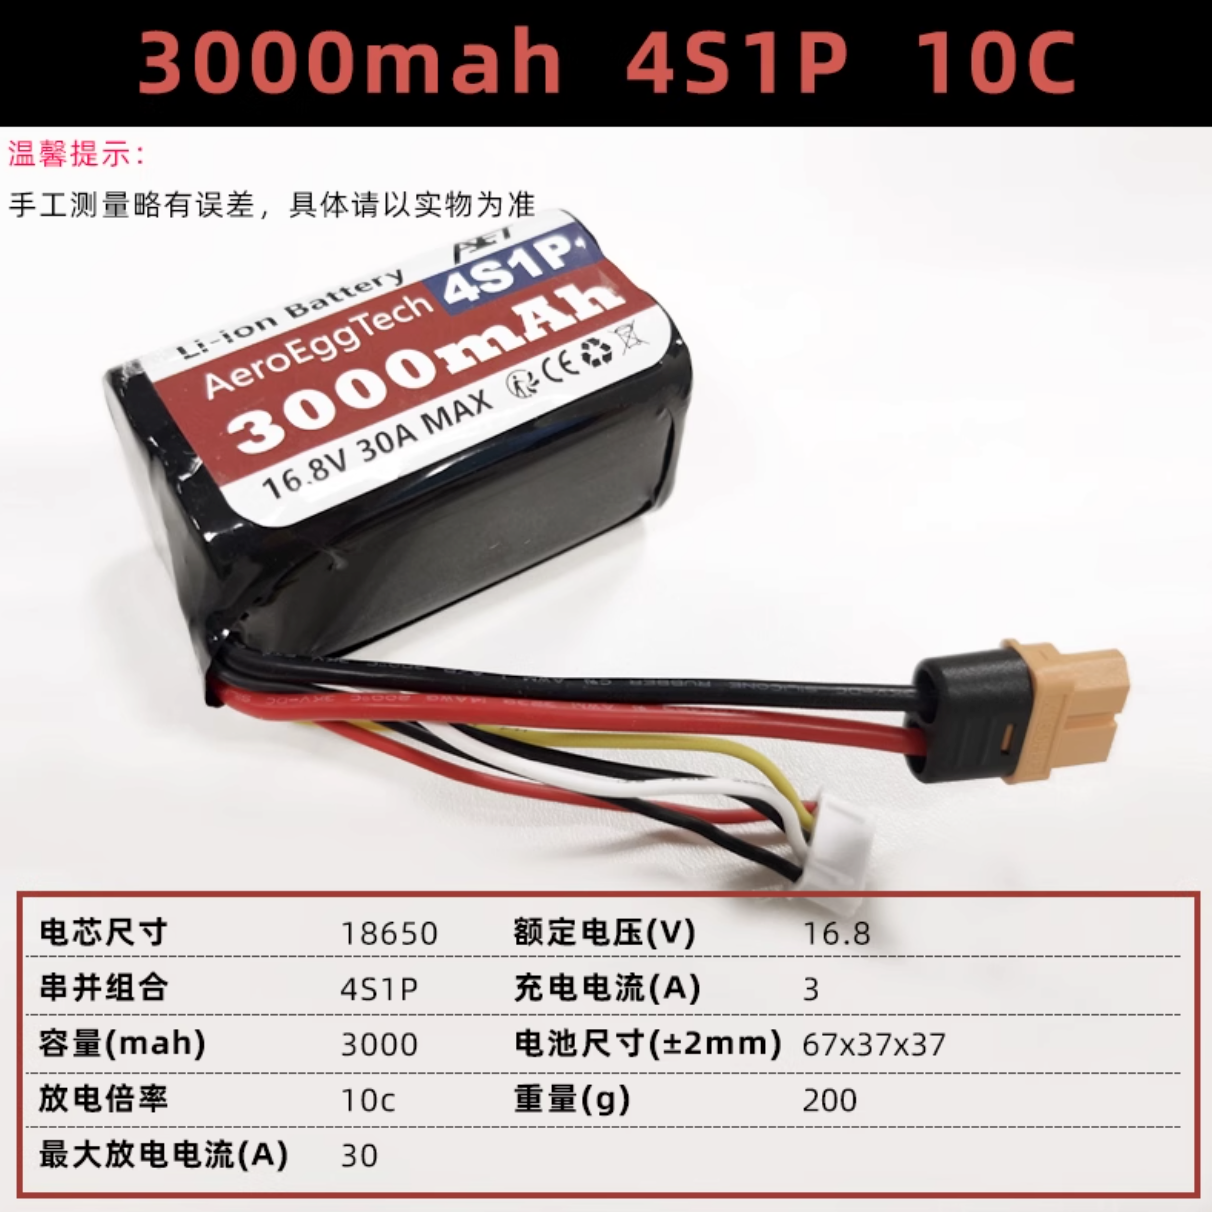 3000mah 4S1P 10C
温馨提示：
手工测量略有误差，具体请以实物为准
AET
Li-ion Battery
AeroEggTech 4S1P
3000mAh
16.8V 30A MAX CE
电芯尺寸 18650 额定电压(V) 16.8
串并组合 4S1P 充电电流(A) 3
容量(mah) 3000 电池尺寸(±2mm) 67x37x37
放电倍率 10c 重量(g) 200
最大放电电流(A) 30